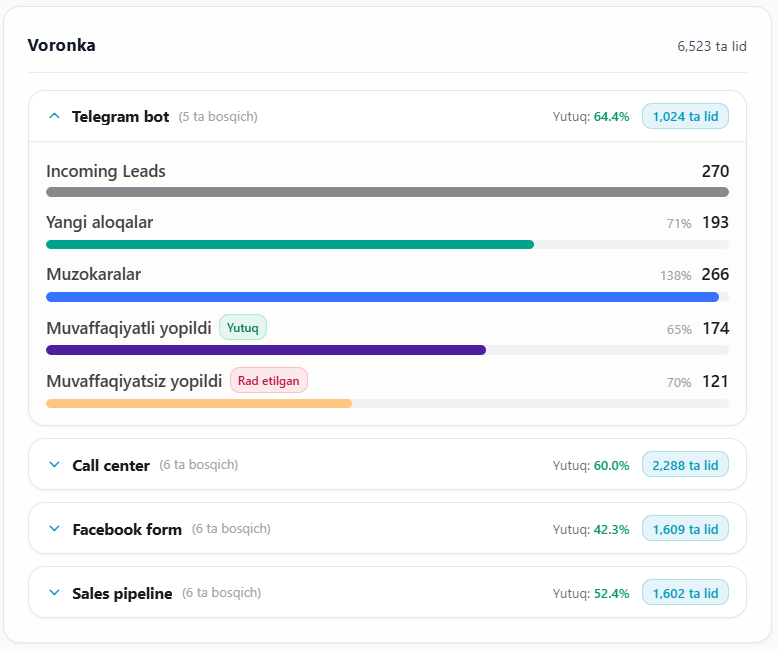 Voronka 6,523 ta lid
Telegram bot (5 ta bosqich) Yutuq: 64.4% 1,024 ta lid
Incoming Leads 270
Yangi aloqalar 71% 193
Muzokaralar 138% 266
Muvaffaqiyatli yopildi Yutuq 65% 174
Muvaffaqiyatsiz yopildi Rad etilgan 70% 121
Call center (6 ta bosqich) Yutuq: 60.0% 2,288 ta lid
Facebook form (6 ta bosqich) Yutuq: 42.3% 1,609 ta lid
Sales pipeline (6 ta bosqich) Yutuq: 52.4% 1,602 ta lid